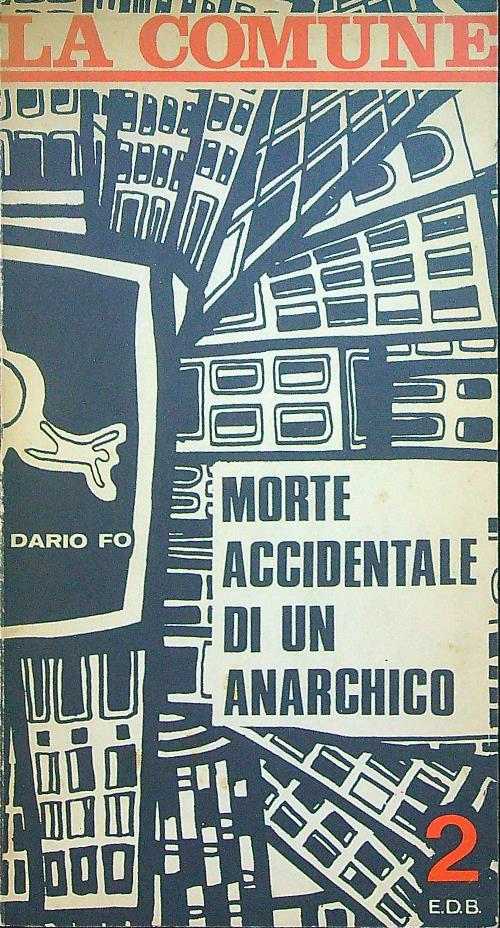 LA COMUNE
DARIO FO
MORTE
ACCIDENTALE
DI UN
ANARCHICO
2
E.D.B.